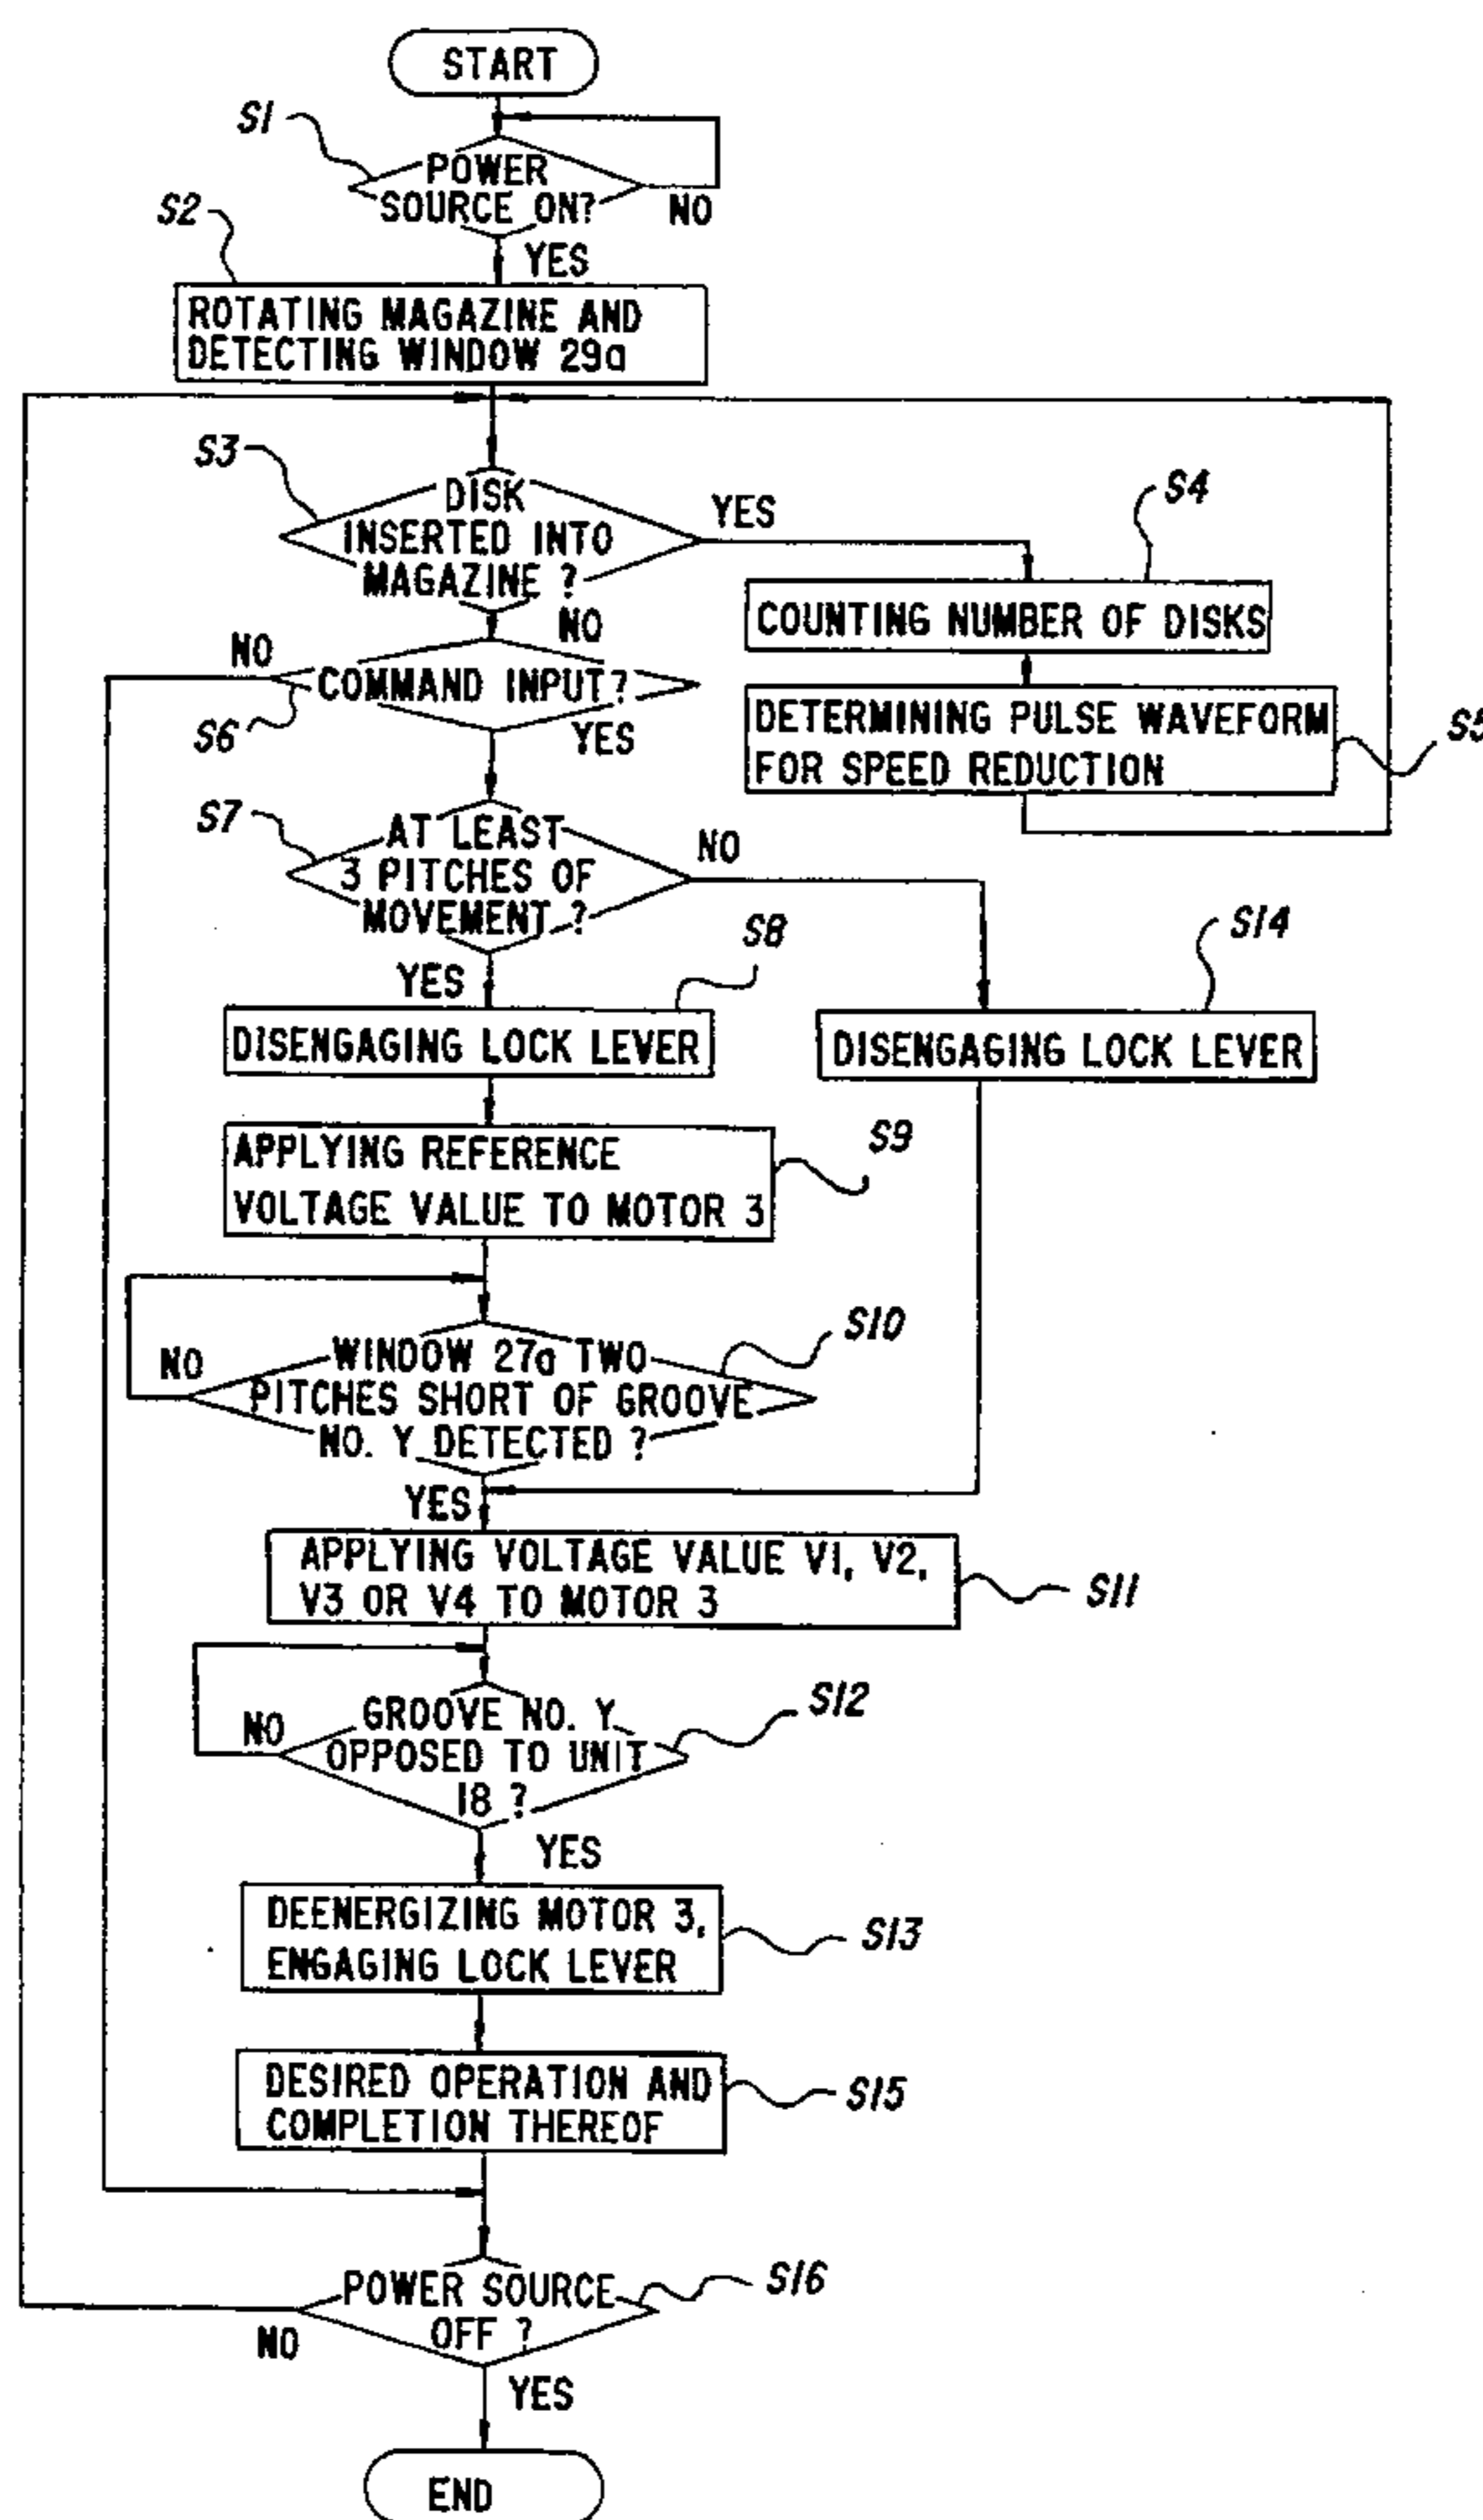 START
S1
POWER
SOURCE ON?
NO
S2
YES
ROTATING MAGAZINE AND
DETECTING WINDOW 29a
S3
DISK
INSERTED INTO
MAGAZINE ?
YES
S4
NO
COUNTING NUMBER OF DISKS
NO
COMMAND INPUT?
S6
YES
DETERMINING PULSE WAVEFORM
FOR SPEED REDUCTION
S5
S7
AT LEAST
3 PITCHES OF
MOVEMENT ?
NO
YES
S8
S14
DISENGAGING LOCK LEVER
DISENGAGING LOCK LEVER
S9
APPLYING REFERENCE
VOLTAGE VALUE TO MOTOR 3
S10
NO
WINDOW 27a TWO
PITCHES SHORT OF GROOVE
NO. Y DETECTED ?
YES
APPLYING VOLTAGE VALUE V1, V2,
V3 OR V4 TO MOTOR 3
S11
S12
NO
GROOVE NO. Y
OPPOSED TO UNIT
18 ?
YES
DEENERGIZING MOTOR 3,
ENGAGING LOCK LEVER
S13
DESIRED OPERATION AND
COMPLETION THEREOF
S15
POWER SOURCE
OFF ?
S16
NO
YES
END